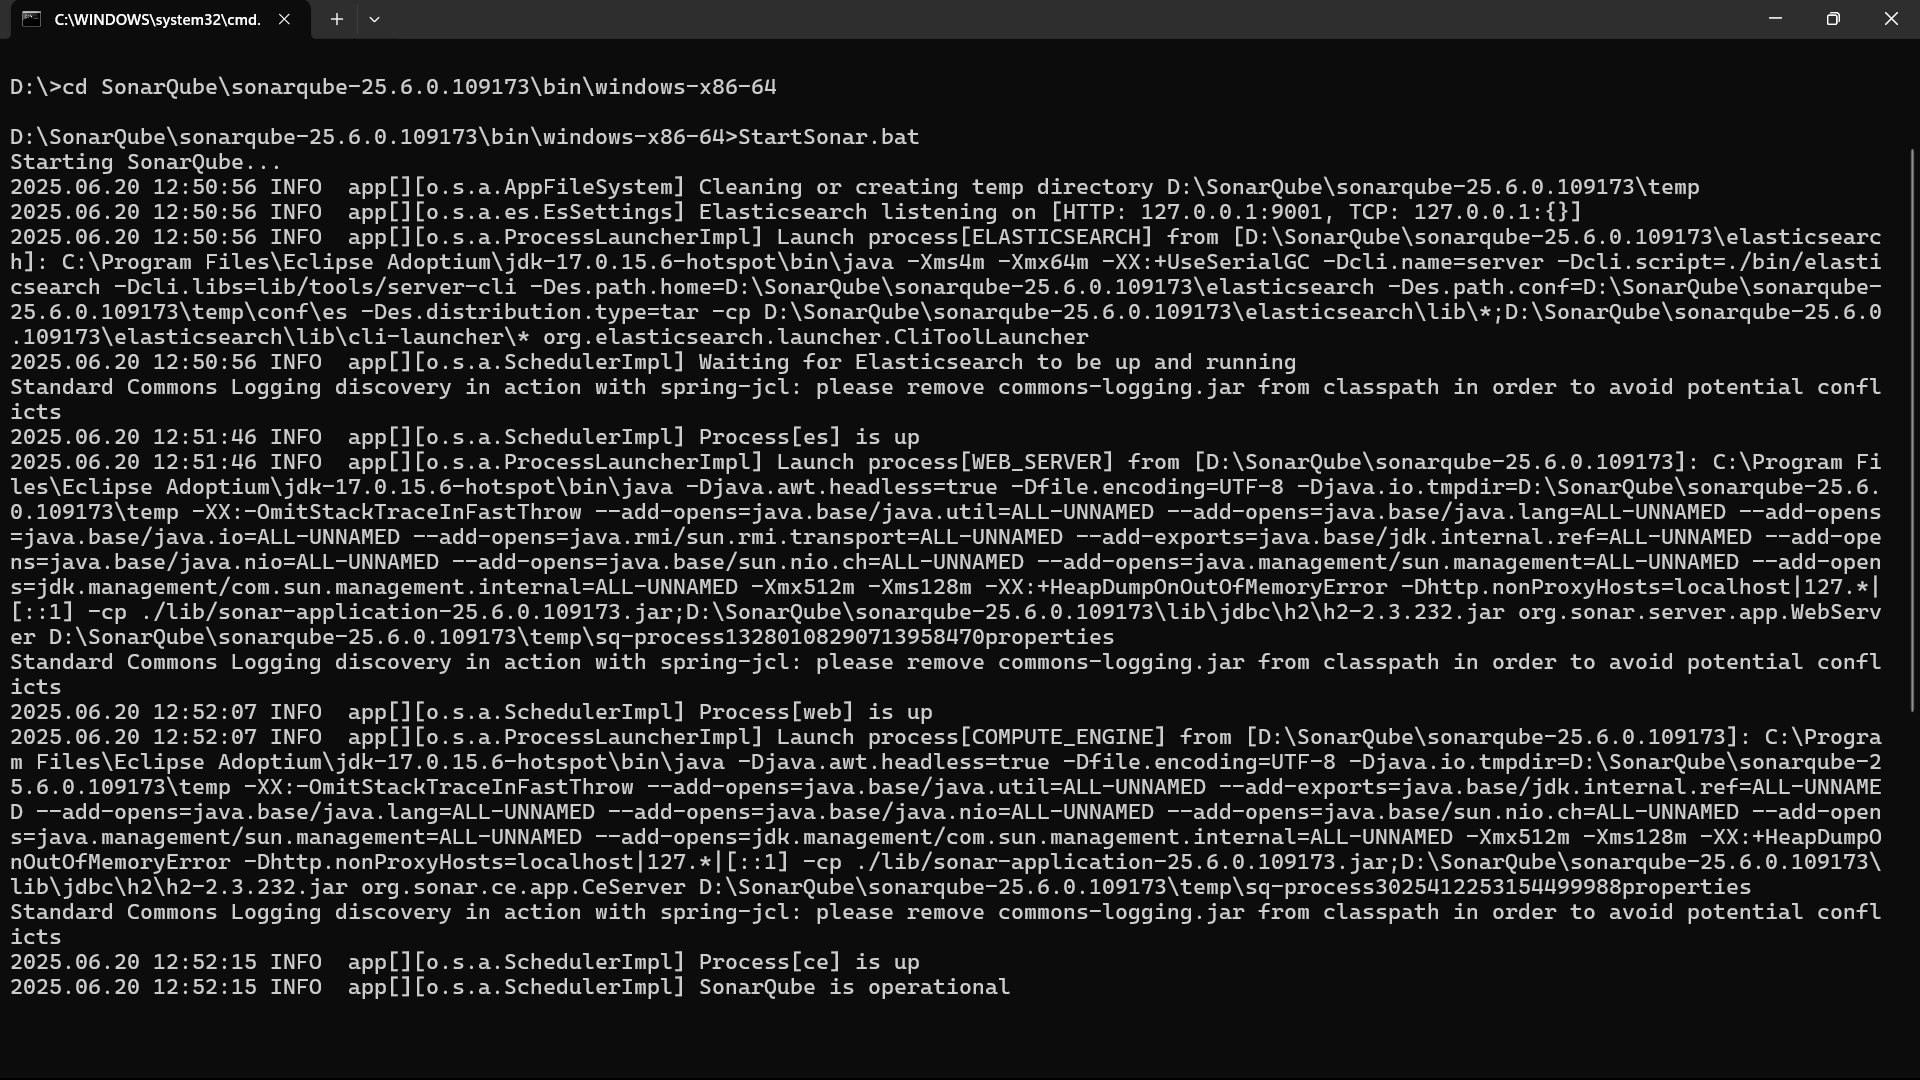 C:\WINDOWS\system32\cmd.
D:\>cd SonarQube\sonarqube-25.6.0.109173\bin\windows-x86-64
D:\SonarQube\sonarqube-25.6.0.109173\bin\windows-x86-64>StartSonar.bat
Starting SonarQube...
2025.06.20 12:50:56 INFO  app[][o.s.a.AppFileSystem] Cleaning or creating temp directory D:\SonarQube\sonarqube-25.6.0.109173\temp
2025.06.20 12:50:56 INFO  app[][o.s.a.es.EsSettings] Elasticsearch listening on [HTTP: 127.0.0.1:9001, TCP: 127.0.0.1:{}]
2025.06.20 12:50:56 INFO  app[][o.s.a.ProcessLauncherImpl] Launch process[ELASTICSEARCH] from [D:\SonarQube\sonarqube-25.6.0.109173\elasticsearc
h]: C:\Program Files\Eclipse Adoptium\jdk-17.0.15.6-hotspot\bin\java -Xms4m -Xmx64m -XX:+UseSerialGC -Dcli.name=server -Dcli.script=./bin/elasti
csearch -Dcli.libs=lib/tools/server-cli -Des.path.home=D:\SonarQube\sonarqube-25.6.0.109173\elasticsearch -Des.path.conf=D:\SonarQube\sonarqube-
25.6.0.109173\temp\conf\es -Des.distribution.type=tar -cp D:\SonarQube\sonarqube-25.6.0.109173\elasticsearch\lib\*;D:\SonarQube\sonarqube-25.6.0
.109173\elasticsearch\lib\cli-launcher\* org.elasticsearch.launcher.CliToolLauncher
2025.06.20 12:50:56 INFO  app[][o.s.a.SchedulerImpl] Waiting for Elasticsearch to be up and running
Standard Commons Logging discovery in action with spring-jcl: please remove commons-logging.jar from classpath in order to avoid potential confl
icts
2025.06.20 12:51:46 INFO  app[][o.s.a.SchedulerImpl] Process[es] is up
2025.06.20 12:51:46 INFO  app[][o.s.a.ProcessLauncherImpl] Launch process[WEB_SERVER] from [D:\SonarQube\sonarqube-25.6.0.109173]: C:\Program Fi
les\Eclipse Adoptium\jdk-17.0.15.6-hotspot\bin\java -Djava.awt.headless=true -Dfile.encoding=UTF-8 -Djava.io.tmpdir=D:\SonarQube\sonarqube-25.6.
0.109173\temp -XX:-OmitStackTraceInFastThrow --add-opens=java.base/java.util=ALL-UNNAMED --add-opens=java.base/java.lang=ALL-UNNAMED --add-opens
=java.base/java.io=ALL-UNNAMED --add-opens=java.rmi/sun.rmi.transport=ALL-UNNAMED --add-exports=java.base/jdk.internal.ref=ALL-UNNAMED --add-ope
ns=java.base/java.nio=ALL-UNNAMED --add-opens=java.base/sun.nio.ch=ALL-UNNAMED --add-opens=java.management/sun.management=ALL-UNNAMED --add-open
s=jdk.management/com.sun.management.internal=ALL-UNNAMED -Xmx512m -Xms128m -XX:+HeapDumpOnOutOfMemoryError -Dhttp.nonProxyHosts=localhost|127.*|
[::1] -cp ./lib/sonar-application-25.6.0.109173.jar;D:\SonarQube\sonarqube-25.6.0.109173\lib\jdbc\h2\h2-2.3.232.jar org.sonar.server.app.WebServ
er D:\SonarQube\sonarqube-25.6.0.109173\temp\sq-process13280108290713958470properties
Standard Commons Logging discovery in action with spring-jcl: please remove commons-logging.jar from classpath in order to avoid potential confl
icts
2025.06.20 12:52:07 INFO  app[][o.s.a.SchedulerImpl] Process[web] is up
2025.06.20 12:52:07 INFO  app[][o.s.a.ProcessLauncherImpl] Launch process[COMPUTE_ENGINE] from [D:\SonarQube\sonarqube-25.6.0.109173]: C:\Progra
m Files\Eclipse Adoptium\jdk-17.0.15.6-hotspot\bin\java -Djava.awt.headless=true -Dfile.encoding=UTF-8 -Djava.io.tmpdir=D:\SonarQube\sonarqube-2
5.6.0.109173\temp -XX:-OmitStackTraceInFastThrow --add-opens=java.base/java.util=ALL-UNNAMED --add-exports=java.base/jdk.internal.ref=ALL-UNNAME
D --add-opens=java.base/java.lang=ALL-UNNAMED --add-opens=java.base/java.nio=ALL-UNNAMED --add-opens=java.base/sun.nio.ch=ALL-UNNAMED --add-open
s=java.management/sun.management=ALL-UNNAMED --add-opens=jdk.management/com.sun.management.internal=ALL-UNNAMED -Xmx512m -Xms128m -XX:+HeapDumpO
nOutOfMemoryError -Dhttp.nonProxyHosts=localhost|127.*|[::1] -cp ./lib/sonar-application-25.6.0.109173.jar;D:\SonarQube\sonarqube-25.6.0.109173\
lib\jdbc\h2\h2-2.3.232.jar org.sonar.ce.app.CeServer D:\SonarQube\sonarqube-25.6.0.109173\temp\sq-process3025412253154499988properties
Standard Commons Logging discovery in action with spring-jcl: please remove commons-logging.jar from classpath in order to avoid potential confl
icts
2025.06.20 12:52:15 INFO  app[][o.s.a.SchedulerImpl] Process[ce] is up
2025.06.20 12:52:15 INFO  app[][o.s.a.SchedulerImpl] SonarQube is operational